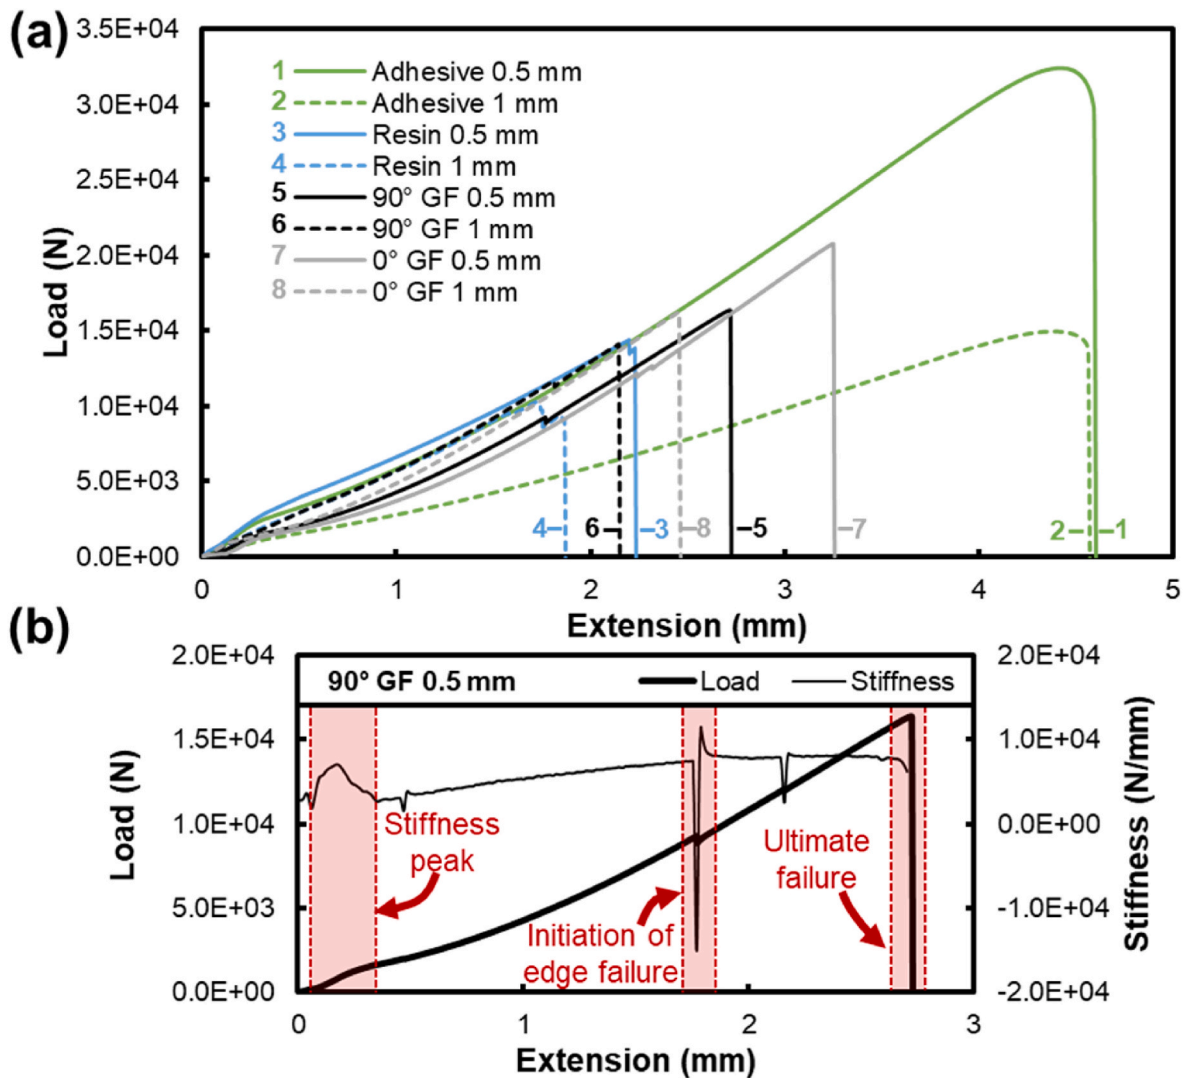 (a)
3.5E+04
3.0E+04
2.5E+04
2.0E+04
1.5E+04
1.0E+04
5.0E+03
0.0E+00
Load (N)
1 Adhesive 0.5 mm
2 Adhesive 1 mm
3 Resin 0.5 mm
4 Resin 1 mm
5 90° GF 0.5 mm
6 90° GF 1 mm
7 0° GF 0.5 mm
8 0° GF 1 mm
4 6 3 8 5 7 2 1
0 1 2 3 4 5
Extension (mm)
(b)
2.0E+04
1.5E+04
1.0E+04
5.0E+03
0.0E+00
Load (N)
90° GF 0.5 mm Load Stiffness
Stiffness
peak
Initiation of
edge failure
Ultimate
failure
2.0E+04
1.0E+04
0.0E+00
-1.0E+04
-2.0E+04
Stiffness (N/mm)
0 1 2 3
Extension (mm)